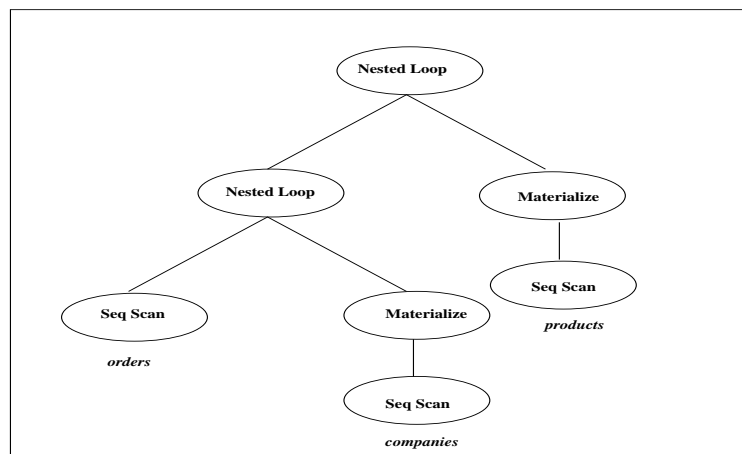 Nested Loop
Nested Loop
Materialize
Seq Scan
products
Seq Scan
orders
Materialize
Seq Scan
companies